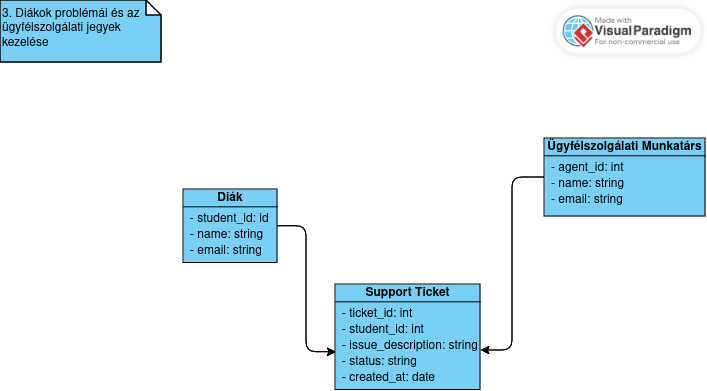 3. Diákok problémái és az
ügyfélszolgálati jegyek
kezelése
Made with
Visual Paradigm
For non-commercial use
Ügyfélszolgálati Munkatárs
- agent_id: int
- name: string
- email: string
Diák
- student_id: id
- name: string
- email: string
Support Ticket
- ticket_id: int
- student_id: int
- issue_description: string
- status: string
- created_at: date